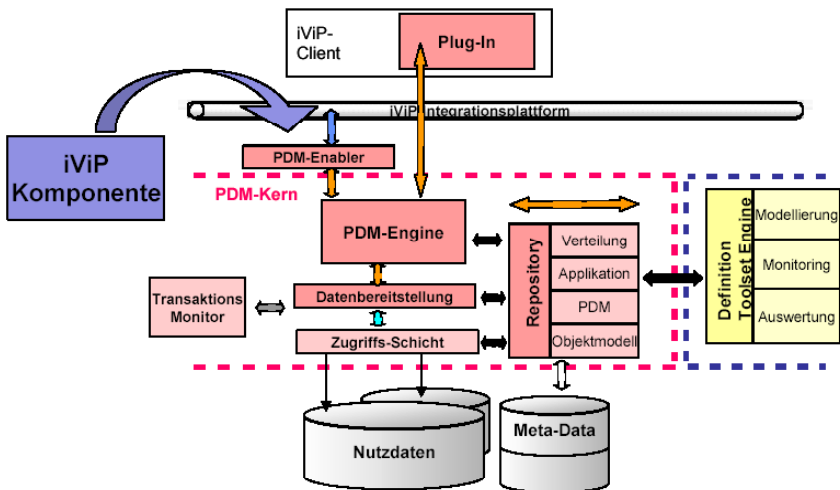 iViP-
Client
Plug-In
iViP Integrationsplattform
iViP
Komponente
PDM-Enabler
PDM-Kern
PDM-Engine
Repository
Verteilung
Applikation
PDM
Objektmodell
Definition
Toolset Engine
Modellierung
Monitoring
Auswertung
Transaktions
Monitor
Datenbereitstellung
Zugriffs-Schicht
Nutzdaten
Meta-Data